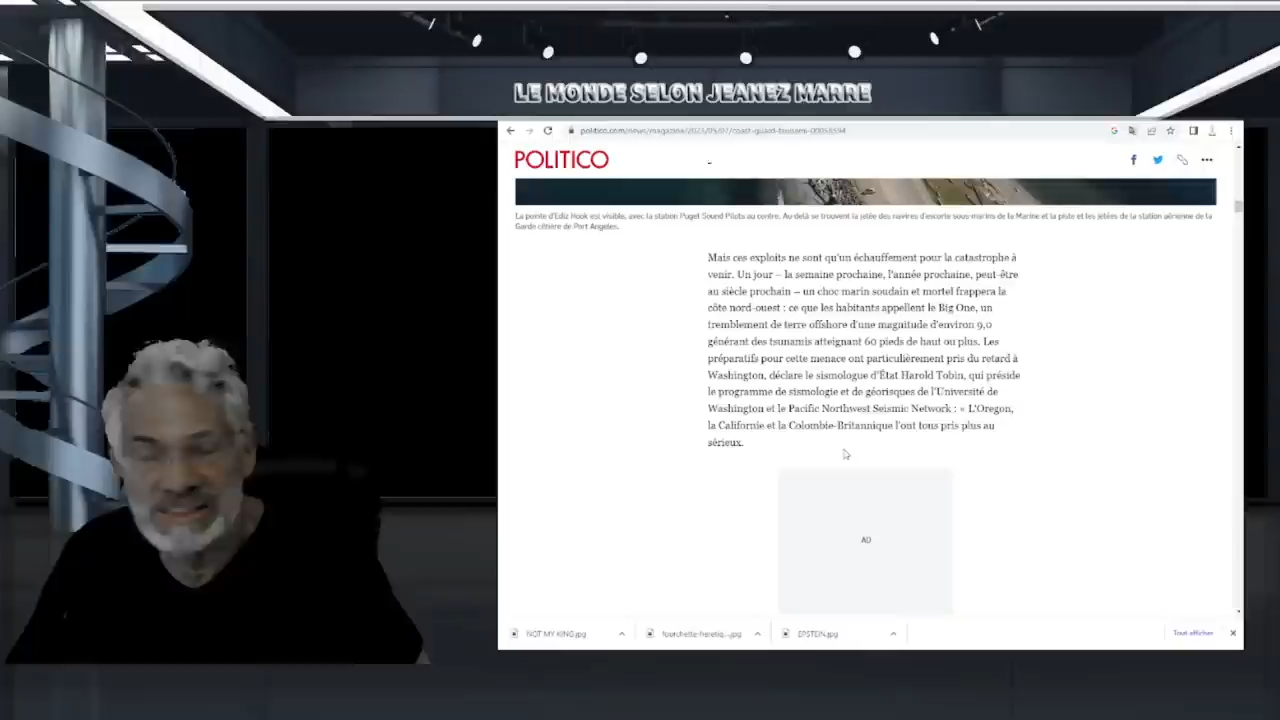 LE MONDE SELON JEANEZ MARRE
POLITICO
La pointe d'Ediz Hook est visible, avec la station Puget Sound Pilots au centre. Au-delà se trouvent la jetée des navires d'escorte sous-marins de la Marine et la piste et les jetées de la station aérienne de la
Garde côtière de Port Angeles.
Mais ces exploits ne sont qu'un échauffement pour la catastrophe à
venir. Un jour – la semaine prochaine, l'année prochaine, peut-être
au siècle prochain – un choc marin soudain et mortel frappera la
côte nord-ouest : ce que les habitants appellent le Big One, un
tremblement de terre offshore d'une magnitude d'environ 9,0
générant des tsunamis atteignant 60 pieds de haut ou plus. Les
préparatifs pour cette menace ont particulièrement pris du retard à
Washington, déclare le sismologue d'État Harold Tobin, qui préside
le programme de sismologie et de géorisques de l'Université de
Washington et le Pacific Northwest Seismic Network : « L'Oregon,
la Californie et la Colombie-Britannique l'ont tous pris plus au
sérieux.
AD
NOT MY KING.jpg
fourchette-heretiq....jpg
EPSTEIN.jpg
Tout afficher